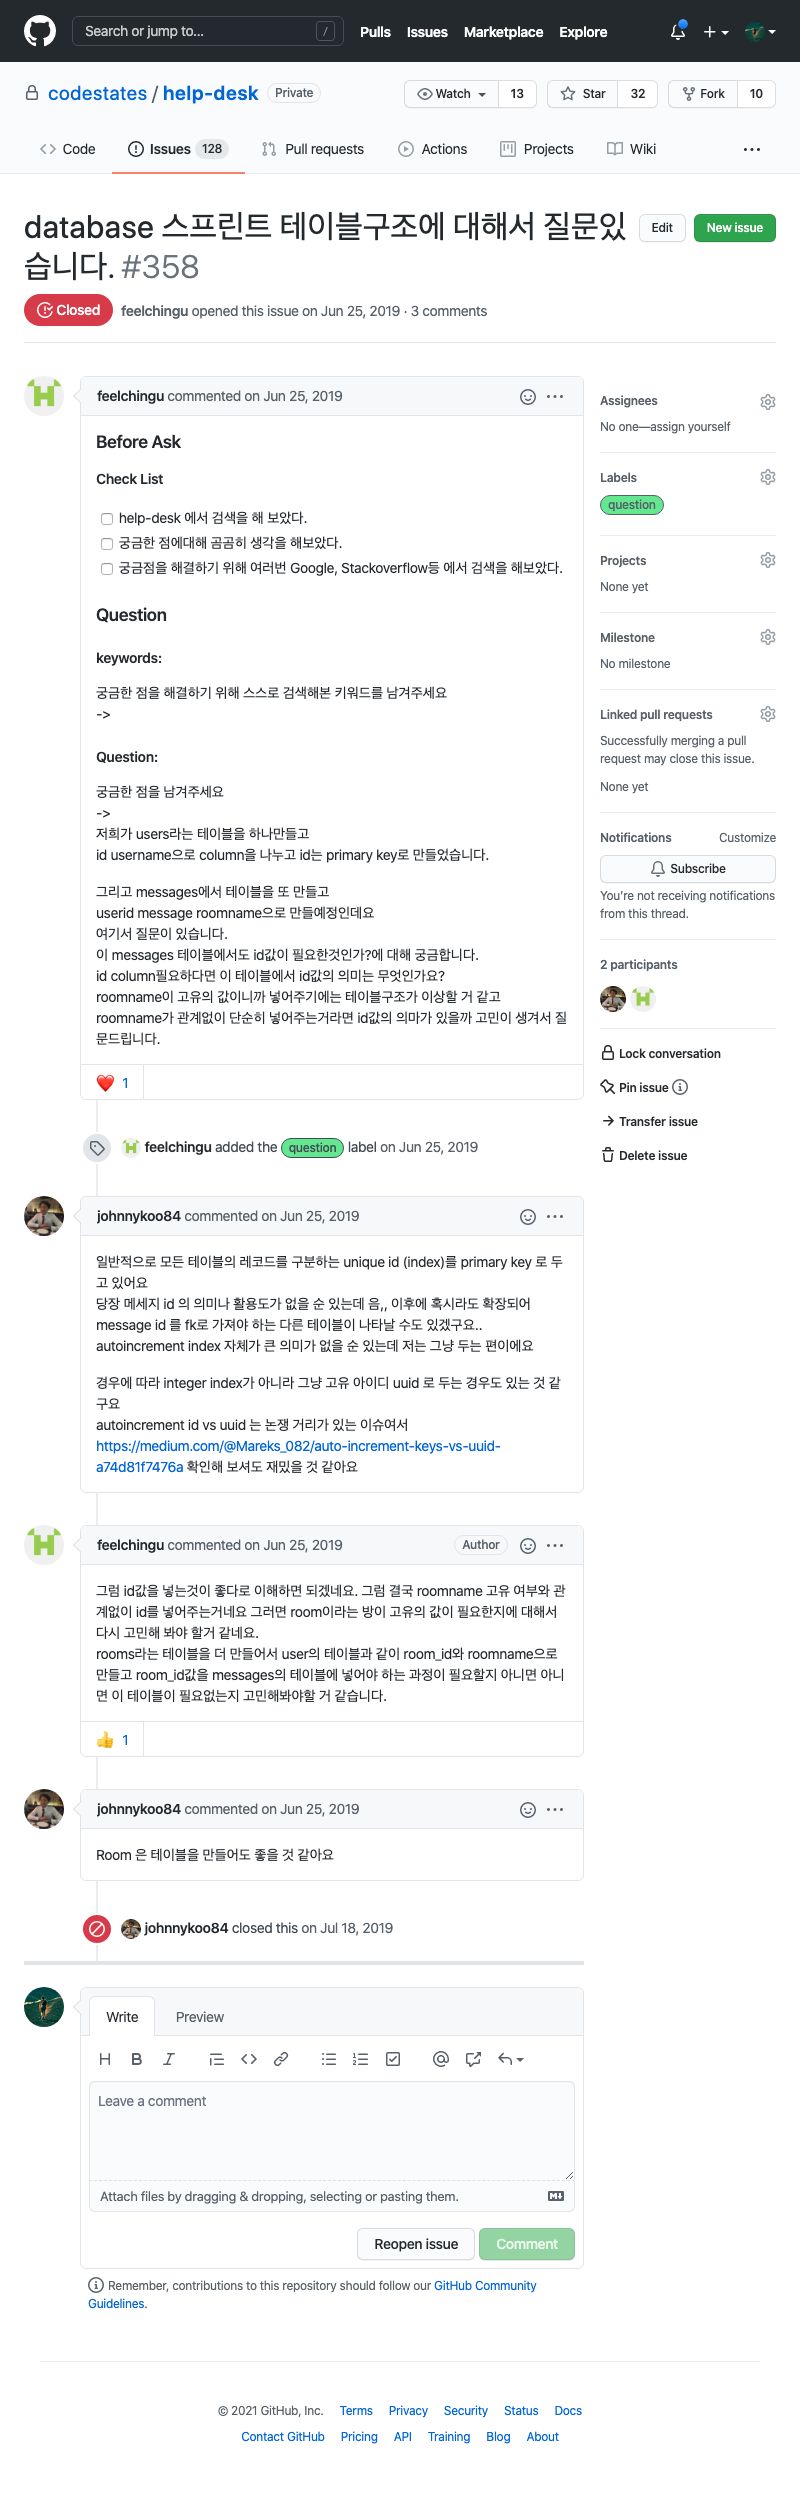 Search or jump to...
/
Pulls
Issues
Marketplace
Explore
codestates / help-desk
Private
Watch
13
Star
32
Fork
10
Code
Issues
128
Pull requests
Actions
Projects
Wiki
database 스프린트 테이블구조에 대해서 질문있
습니다. #358
Edit
New issue
Closed
feelchingu opened this issue on Jun 25, 2019 · 3 comments
feelchingu commented on Jun 25, 2019
Before Ask
Check List
help-desk 에서 검색을 해 보았다.
궁금한 점에대해 곰곰히 생각을 해보았다.
궁금점을 해결하기 위해 여러번 Google, Stackoverflow등 에서 검색을 해보았다.
Question
keywords:
궁금한 점을 해결하기 위해 스스로 검색해본 키워드를 남겨주세요
->
Question:
궁금한 점을 남겨주세요
->
저희가 users라는 테이블을 하나만들고
id username으로 column을 나누고 id는 primary key로 만들었습니다.
그리고 messages에서 테이블을 또 만들고
userid message roomname으로 만들예정인데요
여기서 질문이 있습니다.
이 messages 테이블에서도 id값이 필요한것인가?에 대해 궁금합니다.
id column필요하다면 이 테이블에서 id값의 의미는 무엇인가요?
roomname이 고유의 값이니까 넣어주기에는 테이블구조가 이상할 거 같고
roomname가 관계없이 단순히 넣어주는거라면 id값의 의마가 있을까 고민이 생겨서 질
문드립니다.
1
feelchingu added the question label on Jun 25, 2019
johnnykoo84 commented on Jun 25, 2019
일반적으로 모든 테이블의 레코드를 구분하는 unique id (index)를 primary key 로 두
고 있어요
당장 메세지 id 의 의미나 활용도가 없을 순 있는데 음,, 이후에 혹시라도 확장되어
message id 를 fk로 가져야 하는 다른 테이블이 나타날 수도 있겠구요..
autoincrement index 자체가 큰 의미가 없을 순 있는데 저는 그냥 두는 편이에요
경우에 따라 integer index가 아니라 그냥 고유 아이디 uuid 로 두는 경우도 있는 것 같
구요
autoincrement id vs uuid 는 논쟁 거리가 있는 이슈여서
https://medium.com/@Mareks_082/auto-increment-keys-vs-uuid-
a74d81f7476a 확인해 보셔도 재밌을 것 같아요
feelchingu commented on Jun 25, 2019
Author
그럼 id값을 넣는것이 좋다로 이해하면 되겠네요. 그럼 결국 roomname 고유 여부와 관
계없이 id를 넣어주는거네요 그러면 room이라는 방이 고유의 값이 필요한지에 대해서
다시 고민해 봐야 할거 같네요.
rooms라는 테이블을 더 만들어서 user의 테이블과 같이 room_id와 roomname으로
만들고 room_id값을 messages의 테이블에 넣어야 하는 과정이 필요할지 아니면 아니
면 이 테이블이 필요없는지 고민해봐야할 거 같습니다.
1
johnnykoo84 commented on Jun 25, 2019
Room 은 테이블을 만들어도 좋을 것 같아요
johnnykoo84 closed this on Jul 18, 2019
Write
Preview
Leave a comment
Attach files by dragging & dropping, selecting or pasting them.
Reopen issue
Comment
Remember, contributions to this repository should follow our GitHub Community
Guidelines.
Assignees
No one—assign yourself
Labels
question
Projects
None yet
Milestone
No milestone
Linked pull requests
Successfully merging a pull
request may close this issue.
None yet
Notifications
Customize
Subscribe
You're not receiving notifications
from this thread.
2 participants
Lock conversation
Pin issue
Transfer issue
Delete issue
© 2021 GitHub, Inc.
Terms
Privacy
Security
Status
Docs
Contact GitHub
Pricing
API
Training
Blog
About